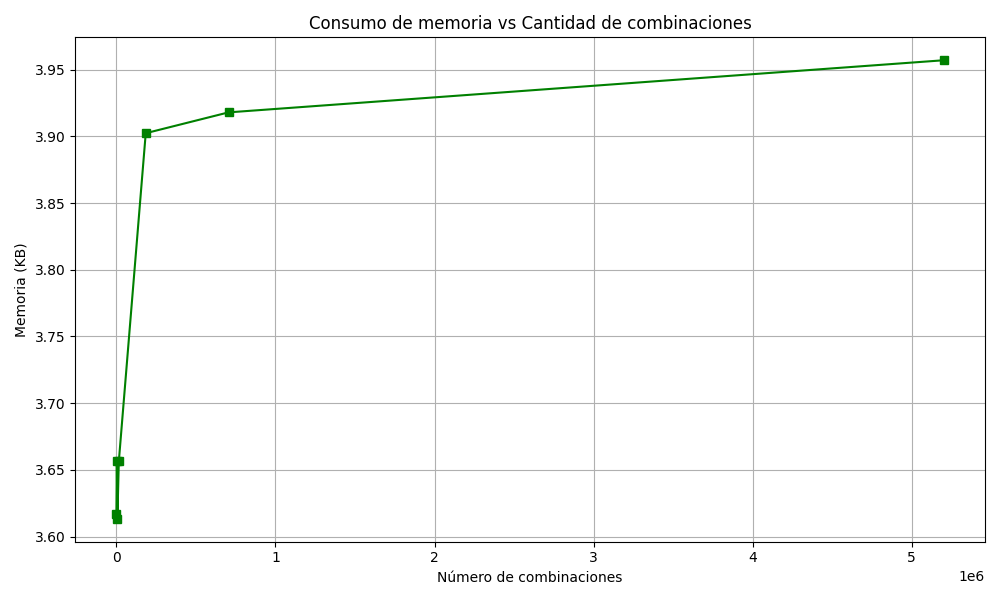 Consumo de memoria vs Cantidad de combinaciones
3.95
3.90
3.85
3.80
3.75
3.70
3.65
3.60
Memoria (KB)
0 1 2 3 4 5
1e6
Número de combinaciones